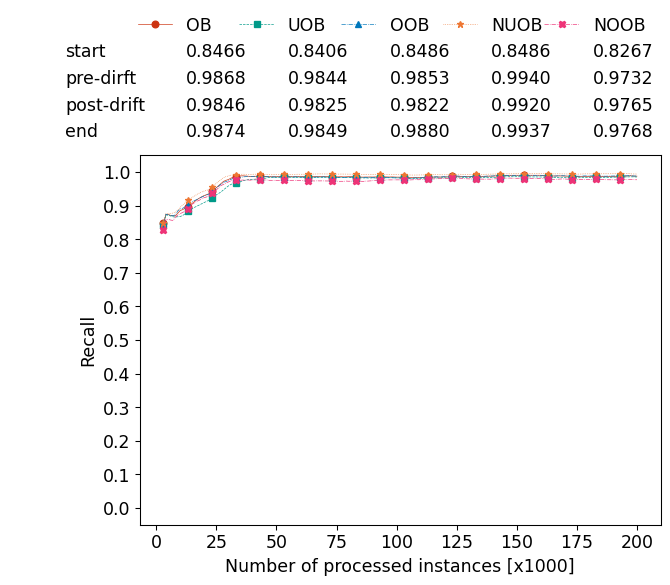 OB UOB OOB NUOB NOOB
start 0.8466 0.8406 0.8486 0.8486 0.8267
pre-dirft 0.9868 0.9844 0.9853 0.9940 0.9732
post-drift 0.9846 0.9825 0.9822 0.9920 0.9765
end 0.9874 0.9849 0.9880 0.9937 0.9768
1.0
0.9
0.8
0.7
0.6
0.5
0.4
0.3
0.2
0.1
0.0
Recall
0 25 50 75 100 125 150 175 200
Number of processed instances [x1000]